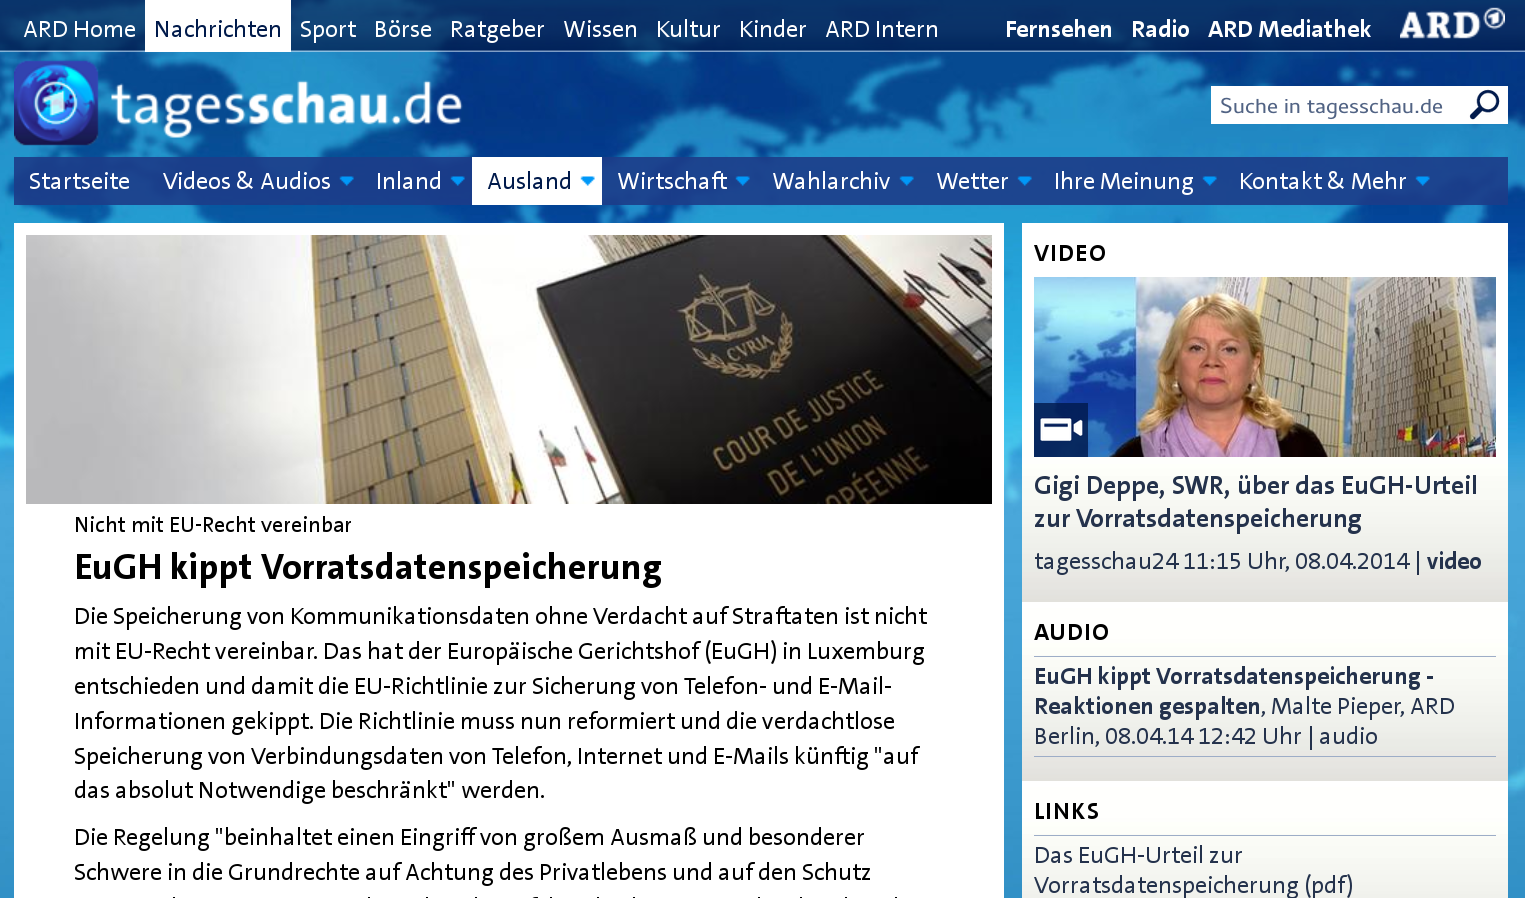 ARD Home Nachrichten Sport Börse Ratgeber Wissen Kultur Kinder ARD Intern Fernsehen Radio ARD Mediathek ARD 1
tagesschau.de
Suche in tagesschau.de
Startseite Videos & Audios Inland Ausland Wirtschaft Wahlarchiv Wetter Ihre Meinung Kontakt & Mehr
CVRIA
COUR DE JUSTICE
DE L'UNION
Nicht mit EU-Recht vereinbar
EuGH kippt Vorratsdatenspeicherung
Die Speicherung von Kommunikationsdaten ohne Verdacht auf Straftaten ist nicht
mit EU-Recht vereinbar. Das hat der Europäische Gerichtshof (EuGH) in Luxemburg
entschieden und damit die EU-Richtlinie zur Sicherung von Telefon- und E-Mail-
Informationen gekippt. Die Richtlinie muss nun reformiert und die verdachtlose
Speicherung von Verbindungsdaten von Telefon, Internet und E-Mails künftig "auf
das absolut Notwendige beschränkt" werden.
Die Regelung "beinhaltet einen Eingriff von großem Ausmaß und besonderer
Schwere in die Grundrechte auf Achtung des Privatlebens und auf den Schutz
VIDEO
Gigi Deppe, SWR, über das EuGH-Urteil
zur Vorratsdatenspeicherung
tagesschau24 11:15 Uhr, 08.04.2014 | video
AUDIO
EuGH kippt Vorratsdatenspeicherung -
Reaktionen gespalten, Malte Pieper, ARD
Berlin, 08.04.14 12:42 Uhr | audio
LINKS
Das EuGH-Urteil zur
Vorratsdatenspeicherung (pdf)